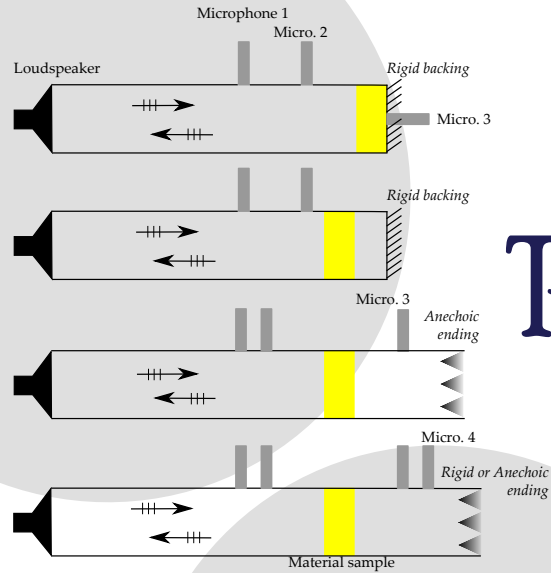 Microphone 1
Micro. 2
Loudspeaker
Rigid backing
Micro. 3
Rigid backing
Micro. 3
Anechoic
ending
Micro. 4
Rigid or Anechoic
ending
Material sample